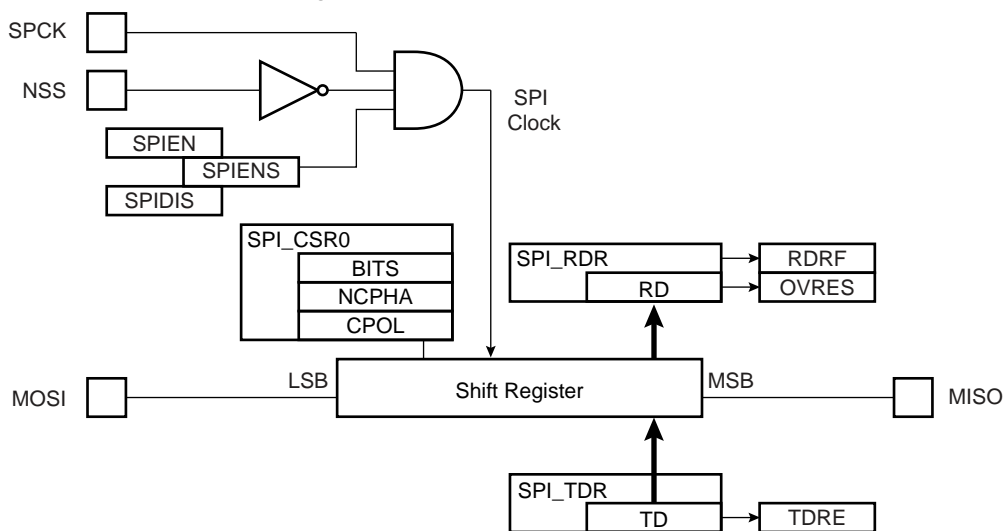 SPCK
NSS
SPI
Clock
SPIEN
SPIENS
SPIDIS
SPI_CSR0
BITS
NCPHA
CPOL
SPI_RDR
RD
RDRF
OVRES
MOSI
LSB
Shift Register
MSB
MISO
SPI_TDR
TD
TDRE